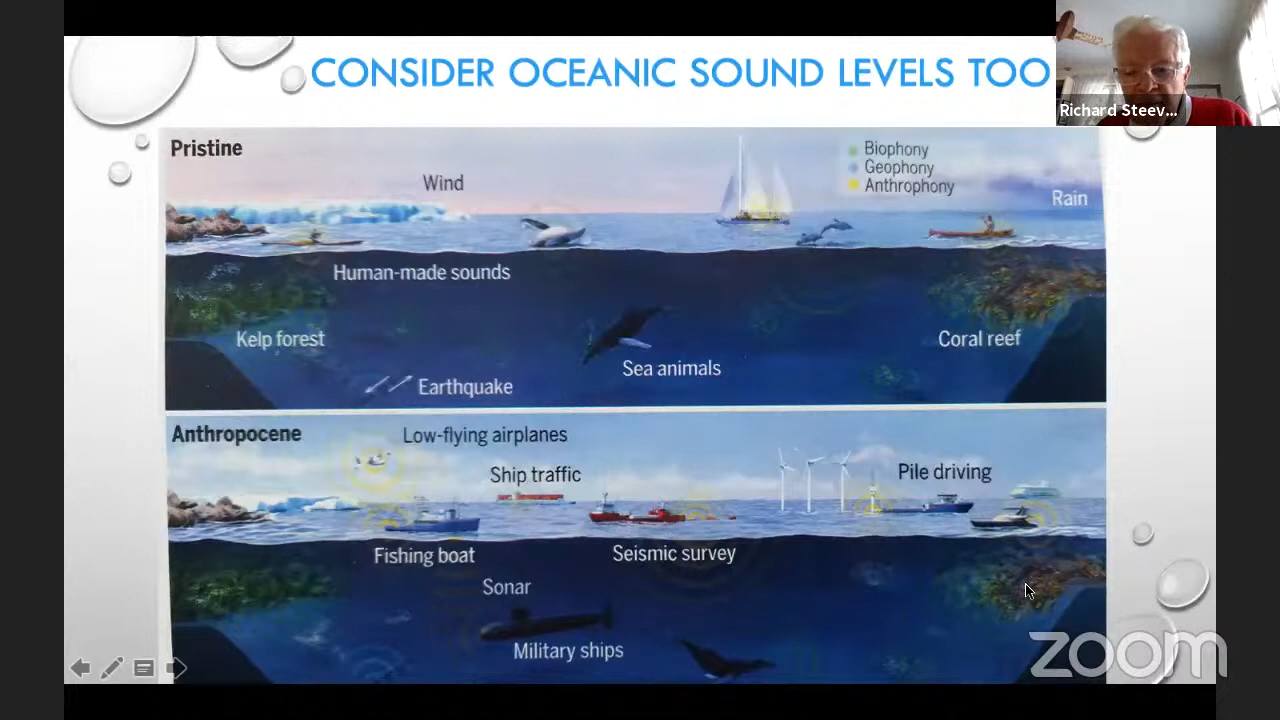 CONSIDER OCEANIC SOUND LEVELS TOO
Richard Steev...
Pristine
Biophony
Geophony
Anthrophony
Wind
Rain
Human-made sounds
Kelp forest
Coral reef
Sea animals
Earthquake
Anthropocene
Low-flying airplanes
Ship traffic
Pile driving
Fishing boat
Seismic survey
Sonar
Military ships
zoom